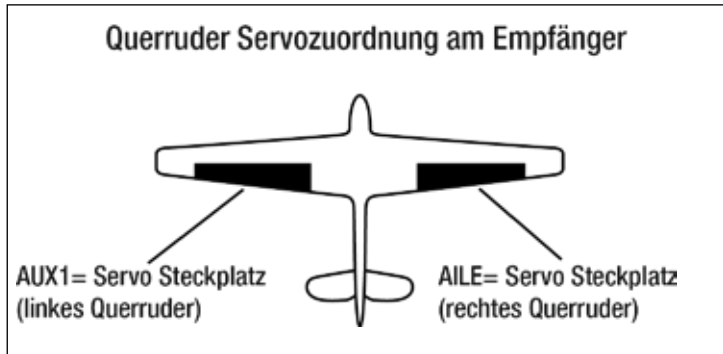 Querruder Servozuordnung am Empfänger
AUX1= Servo Steckplatz
(linkes Querruder)
AILE= Servo Steckplatz
(rechtes Querruder)